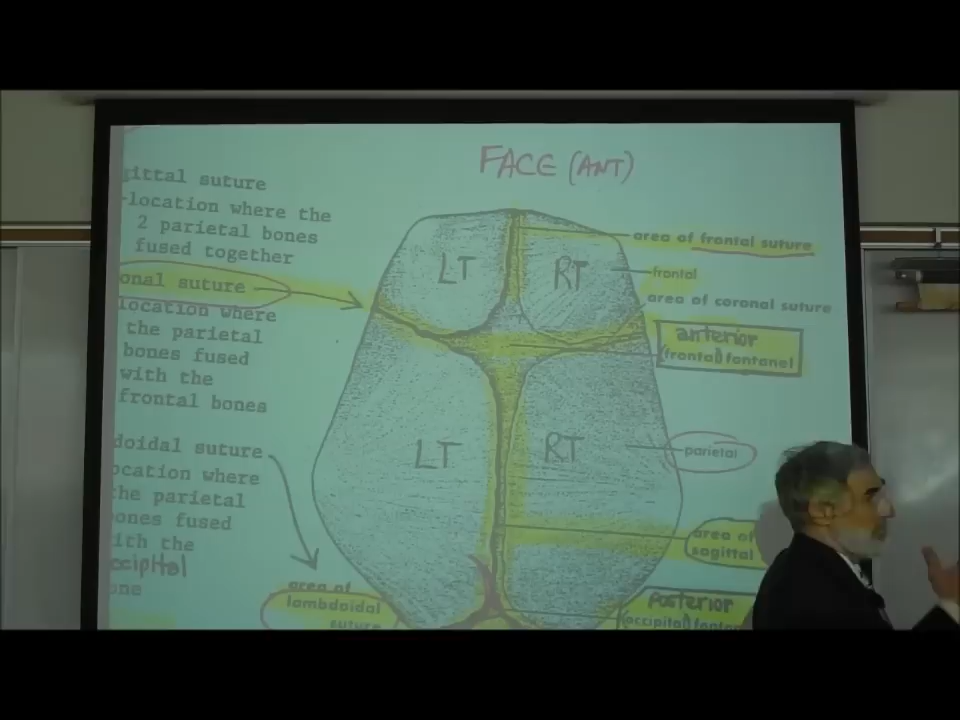 FACE (ANT)
gittal suture
-location where the
2 parietal bones
fused together
onal suture
location where
the parietal
bones fused
with the
frontal bones
doidal suture
ocation where
the parietal
ones fused
ith the
ccipital
one
LT
RT
LT
RT
area of frontal suture
frontal
area of coronal suture
anterior
(frontal) fontanel
parietal
area of
sagittal
posterior
(occipital) fontan
area of
lambdoidal
suture